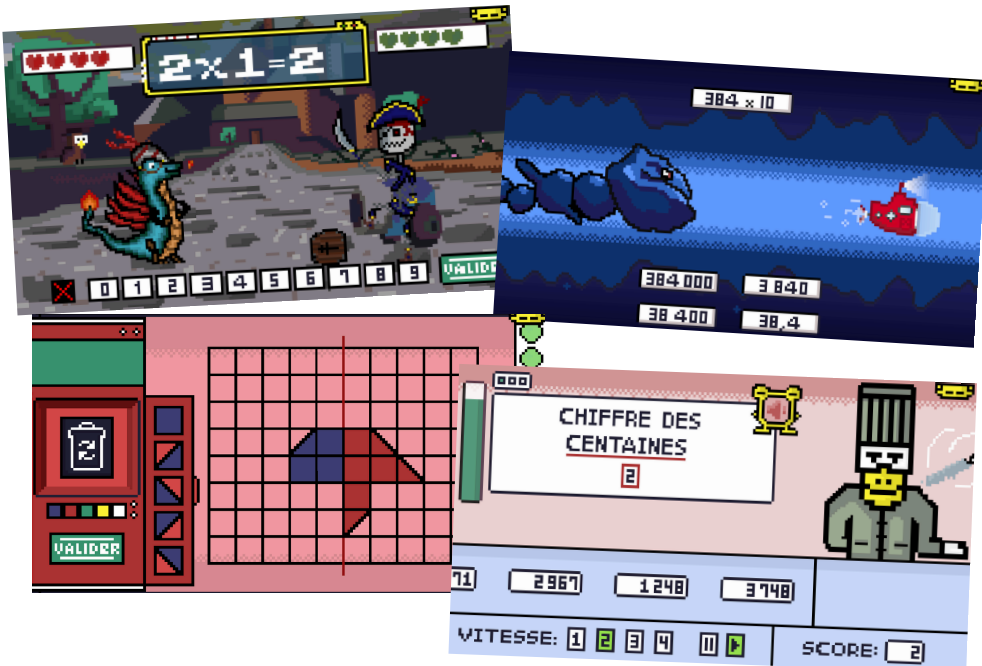 2x1=2
0 1 2 3 4 5 6 7 8 9
VALIDER
384 x 10
384 000
3 840
38 400
38,4
VALIDER
CHIFFRE DES
CENTAINES
2
71 2 967 1 248 3 748
VITESSE: 1 2 3 4
SCORE: 2